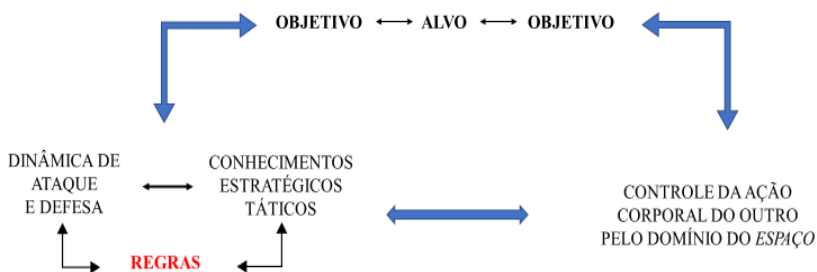 OBJETIVO ALVO OBJETIVO
DINÂMICA DE
ATAQUE
E DEFESA
CONHECIMENTOS
ESTRATÉGICOS
TÁTICOS
REGRAS
CONTROLE DA AÇÃO
CORPORAL DO OUTRO
PELO DOMÍNIO DO ESPAÇO